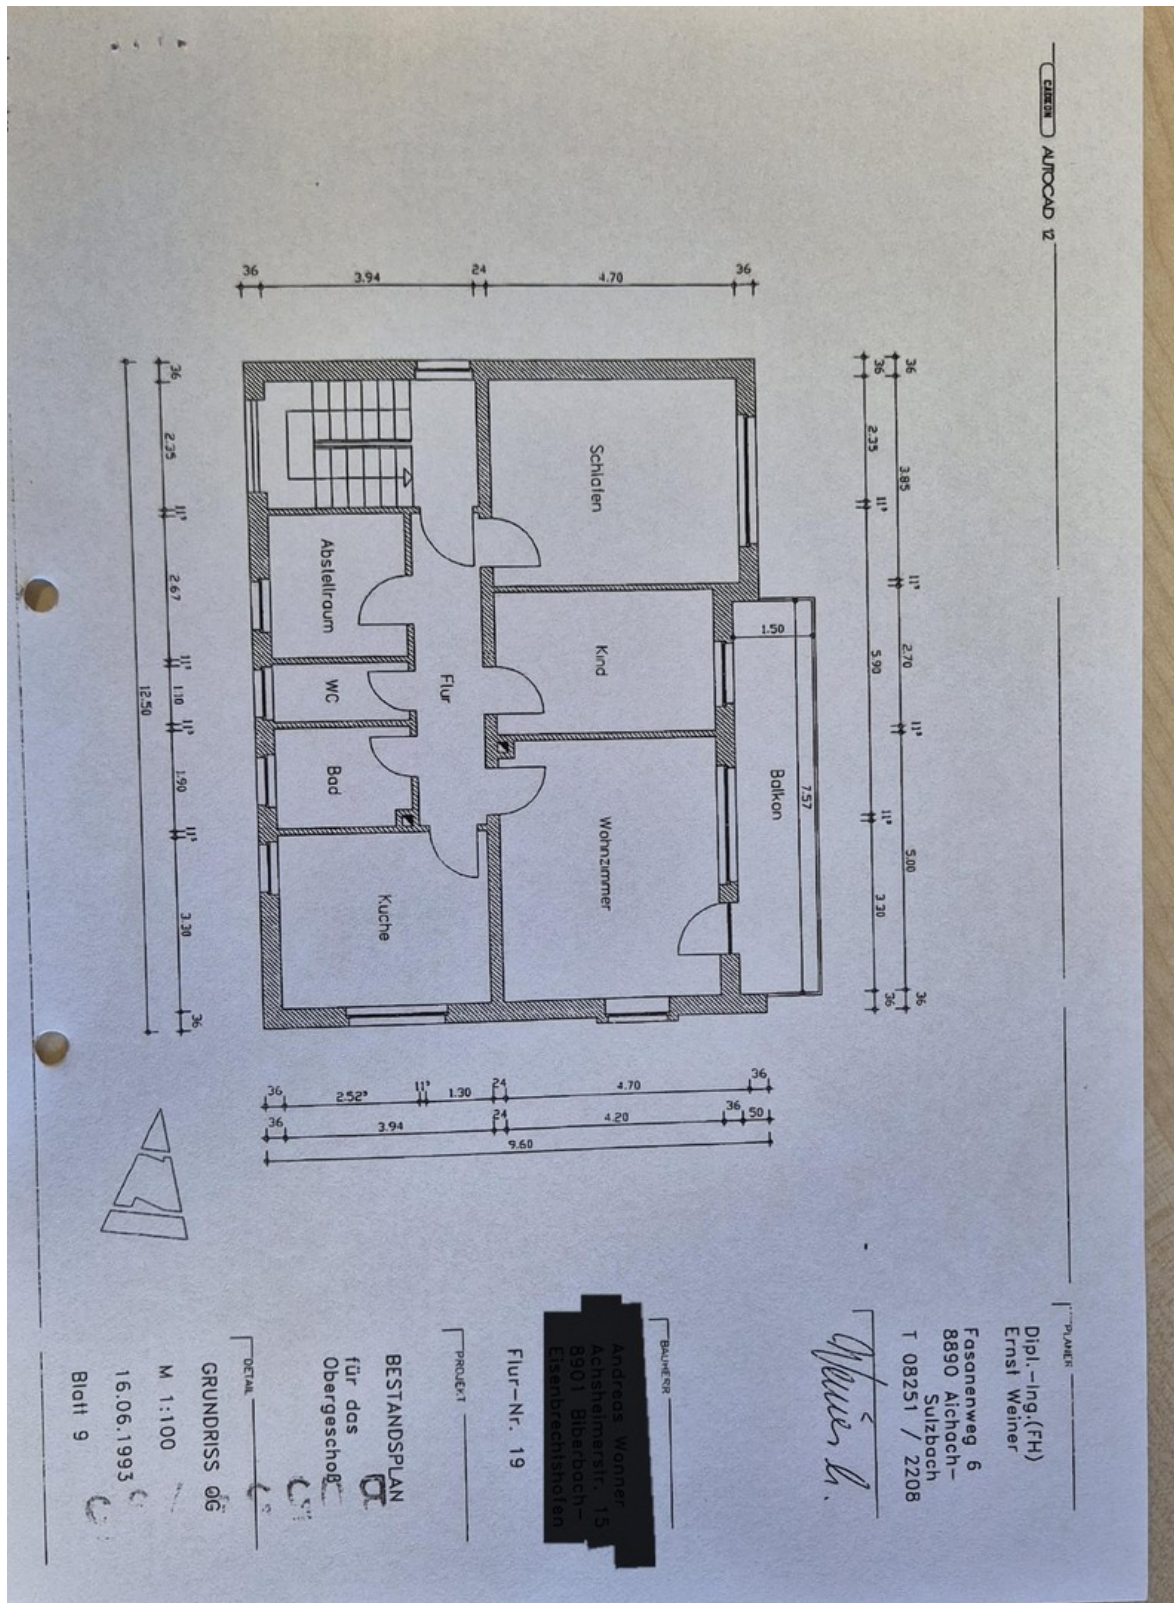 AUTOCAD 12
PLANER
Dipl.-Ing.(FH)
Ernst Weiner
Fasanenweg 6
8890 Aichach-
Sulzbach
T 08251 / 2208
BAUHERR
Flur-Nr. 19
PROJEKT
BESTANDSPLAN
für das
Obergeschoß
DETAIL
GRUNDRISS OG
M 1:100
16.06.1993
Blatt 9
36 3.85 11⁵ 2.70 11⁵ 5.00 36
36 2.35 11⁵ 5.90 11⁵ 3.30 36
7.57
1.50
Balkon
Schlafen
Kind
Wohnzimmer
Flur
Abstellraum
WC
Bad
Küche
36 2.35 11⁵ 2.67 11⁵ 1.10 11⁵ 1.90 11⁵ 3.30 36
12.50
36 3.94 24 4.70 36
36 2.52⁵ 11⁵ 1.30 24 4.70 36
36 3.94 24 4.20 36 50
9.60